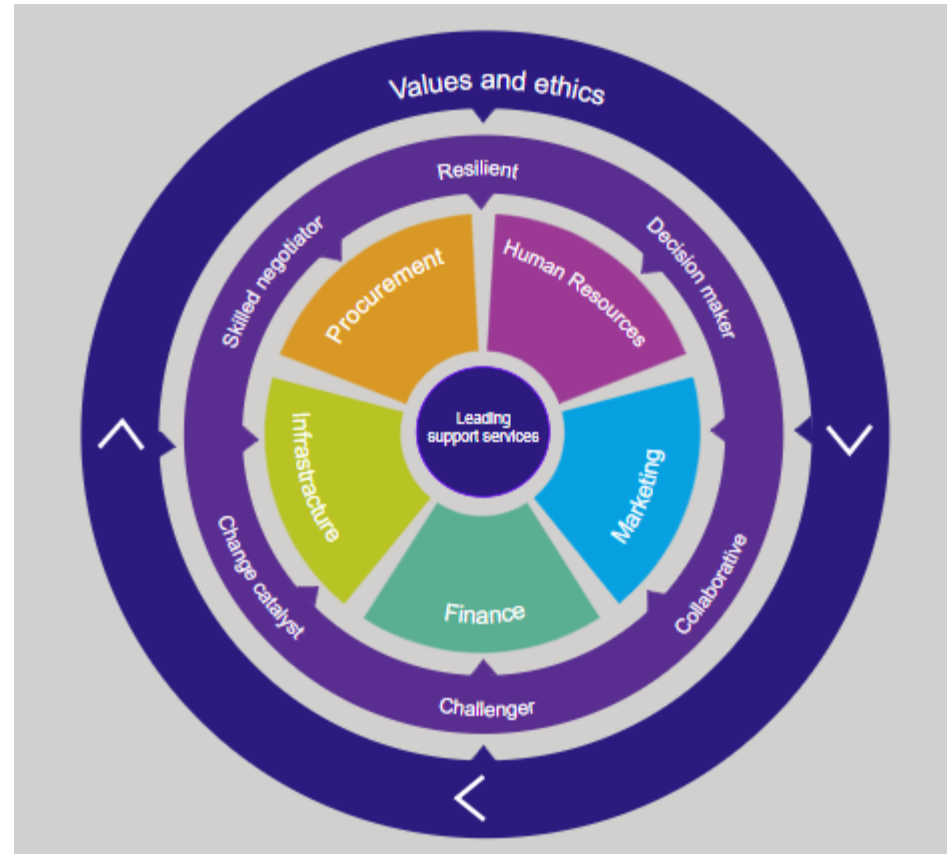 Values and ethics
Resilient
Decision maker
Collaborative
Challenger
Change catalyst
Skilled negotiator
Procurement
Human Resources
Marketing
Finance
Infrastracture
Leading
support services